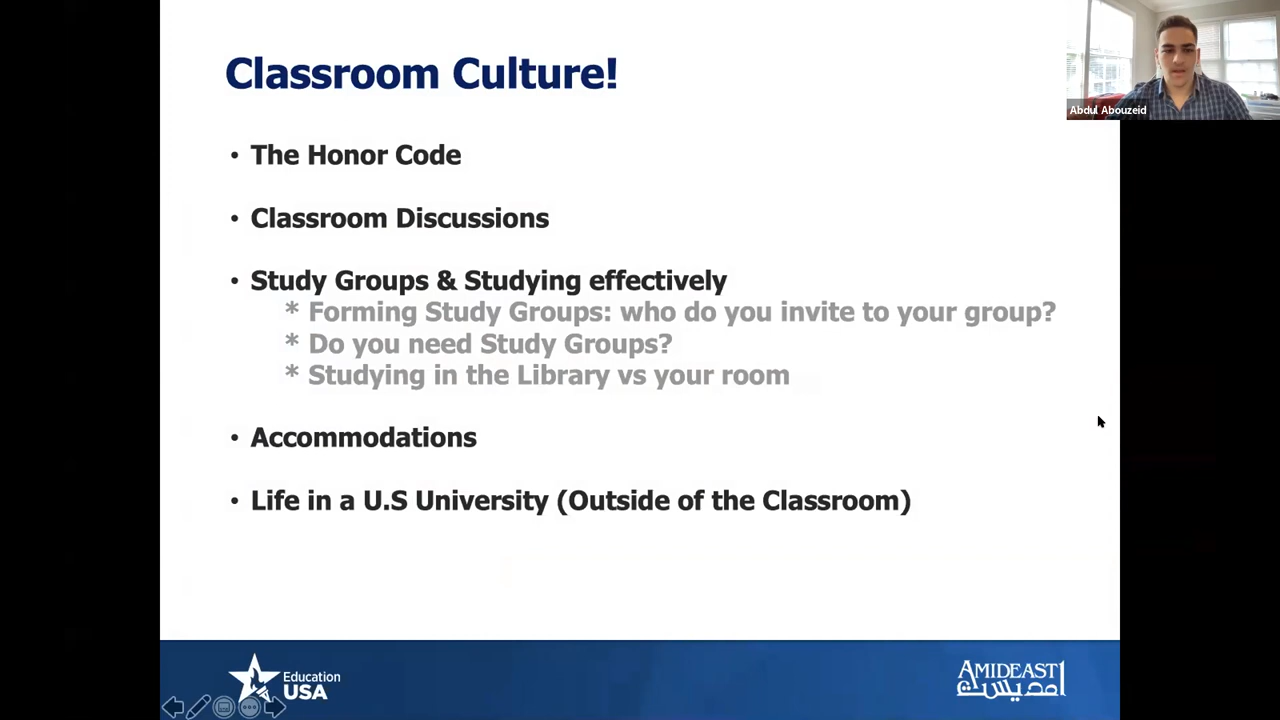 Classroom Culture!
Abdul Abouzeid
• The Honor Code
• Classroom Discussions
• Study Groups & Studying effectively
* Forming Study Groups: who do you invite to your group?
* Do you need Study Groups?
* Studying in the Library vs your room
• Accommodations
• Life in a U.S University (Outside of the Classroom)
Education
USA
AMIDEAST
امديست